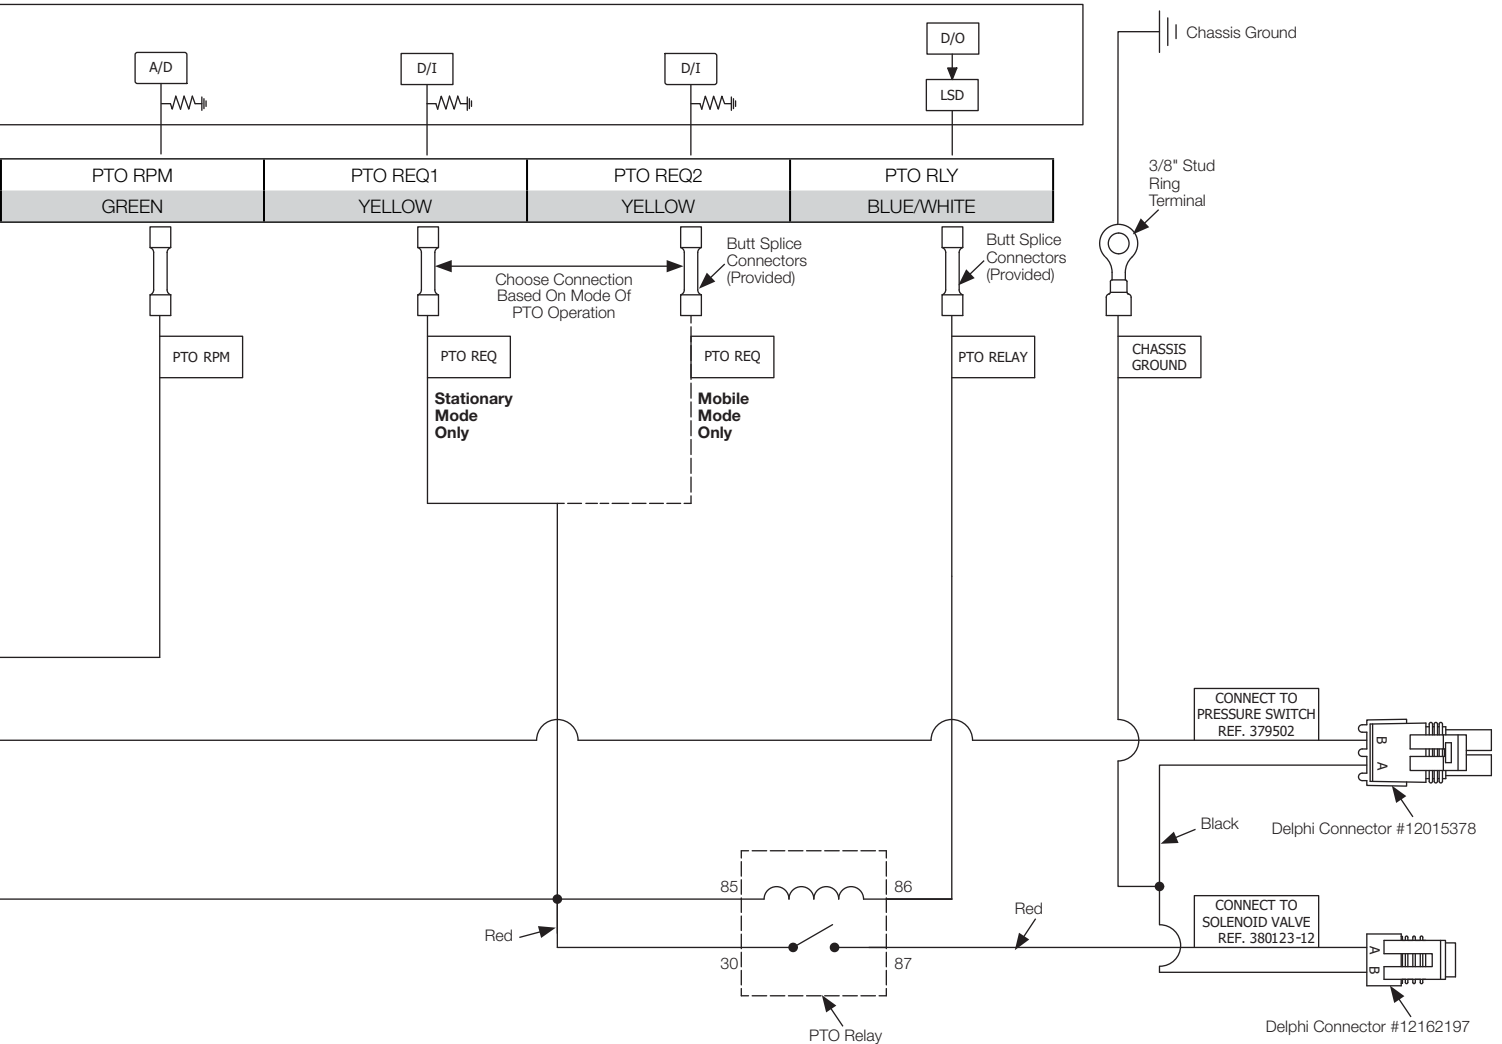 D/O
Chassis Ground
A/D
D/I
D/I
LSD
PTO RPM
PTO REQ1
PTO REQ2
PTO RLY
GREEN
YELLOW
YELLOW
BLUE/WHITE
3/8" Stud
Ring
Terminal
Butt Splice
Connectors
(Provided)
Butt Splice
Connectors
(Provided)
Choose Connection
Based On Mode Of
PTO Operation
PTO RPM
PTO REQ
PTO REQ
PTO RELAY
CHASSIS
GROUND
Stationary
Mode
Only
Mobile
Mode
Only
CONNECT TO
PRESSURE SWITCH
REF. 379502
B
A
Black
Delphi Connector #12015378
85
86
Red
Red
30
87
CONNECT TO
SOLENOID VALVE
REF. 380123-12
A
B
PTO Relay
Delphi Connector #12162197